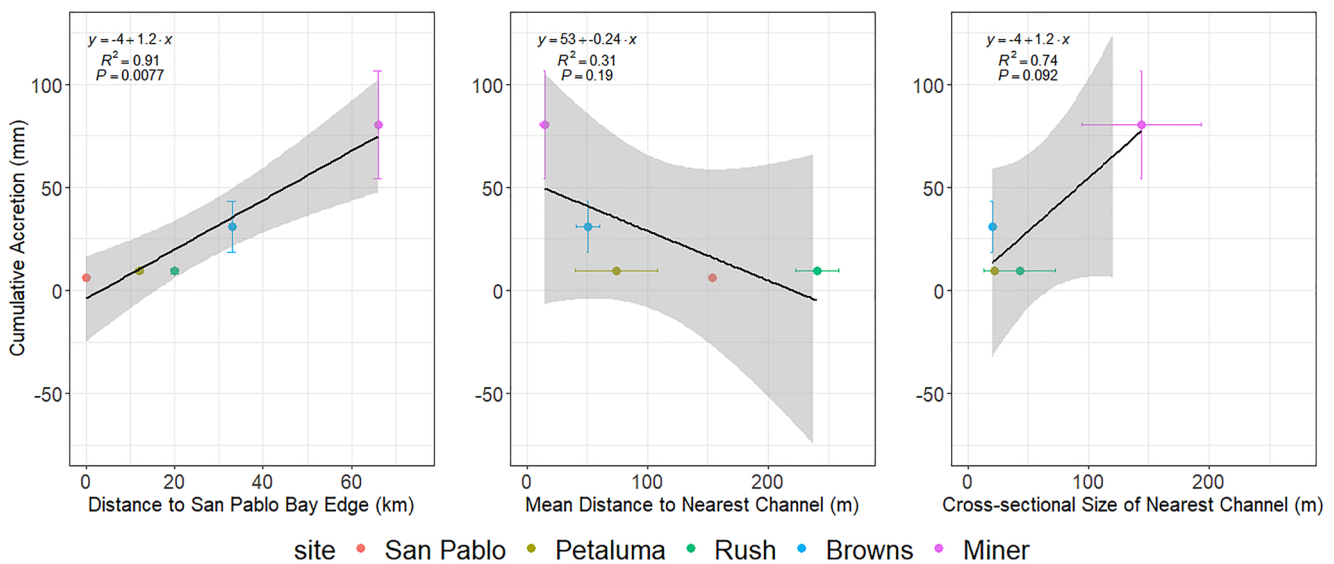 y = -4 + 1.2 · x
R² = 0.91
P = 0.0077
y = 53 + -0.24 · x
R² = 0.31
P = 0.19
y = -4 + 1.2 · x
R² = 0.74
P = 0.092
Cumulative Accretion (mm)
100
50
0
-50
100
50
0
-50
100
50
0
-50
0 20 40 60
0 100 200
0 100 200
Distance to San Pablo Bay Edge (km)
Mean Distance to Nearest Channel (m)
Cross-sectional Size of Nearest Channel (m)
site San Pablo Petaluma Rush Browns Miner